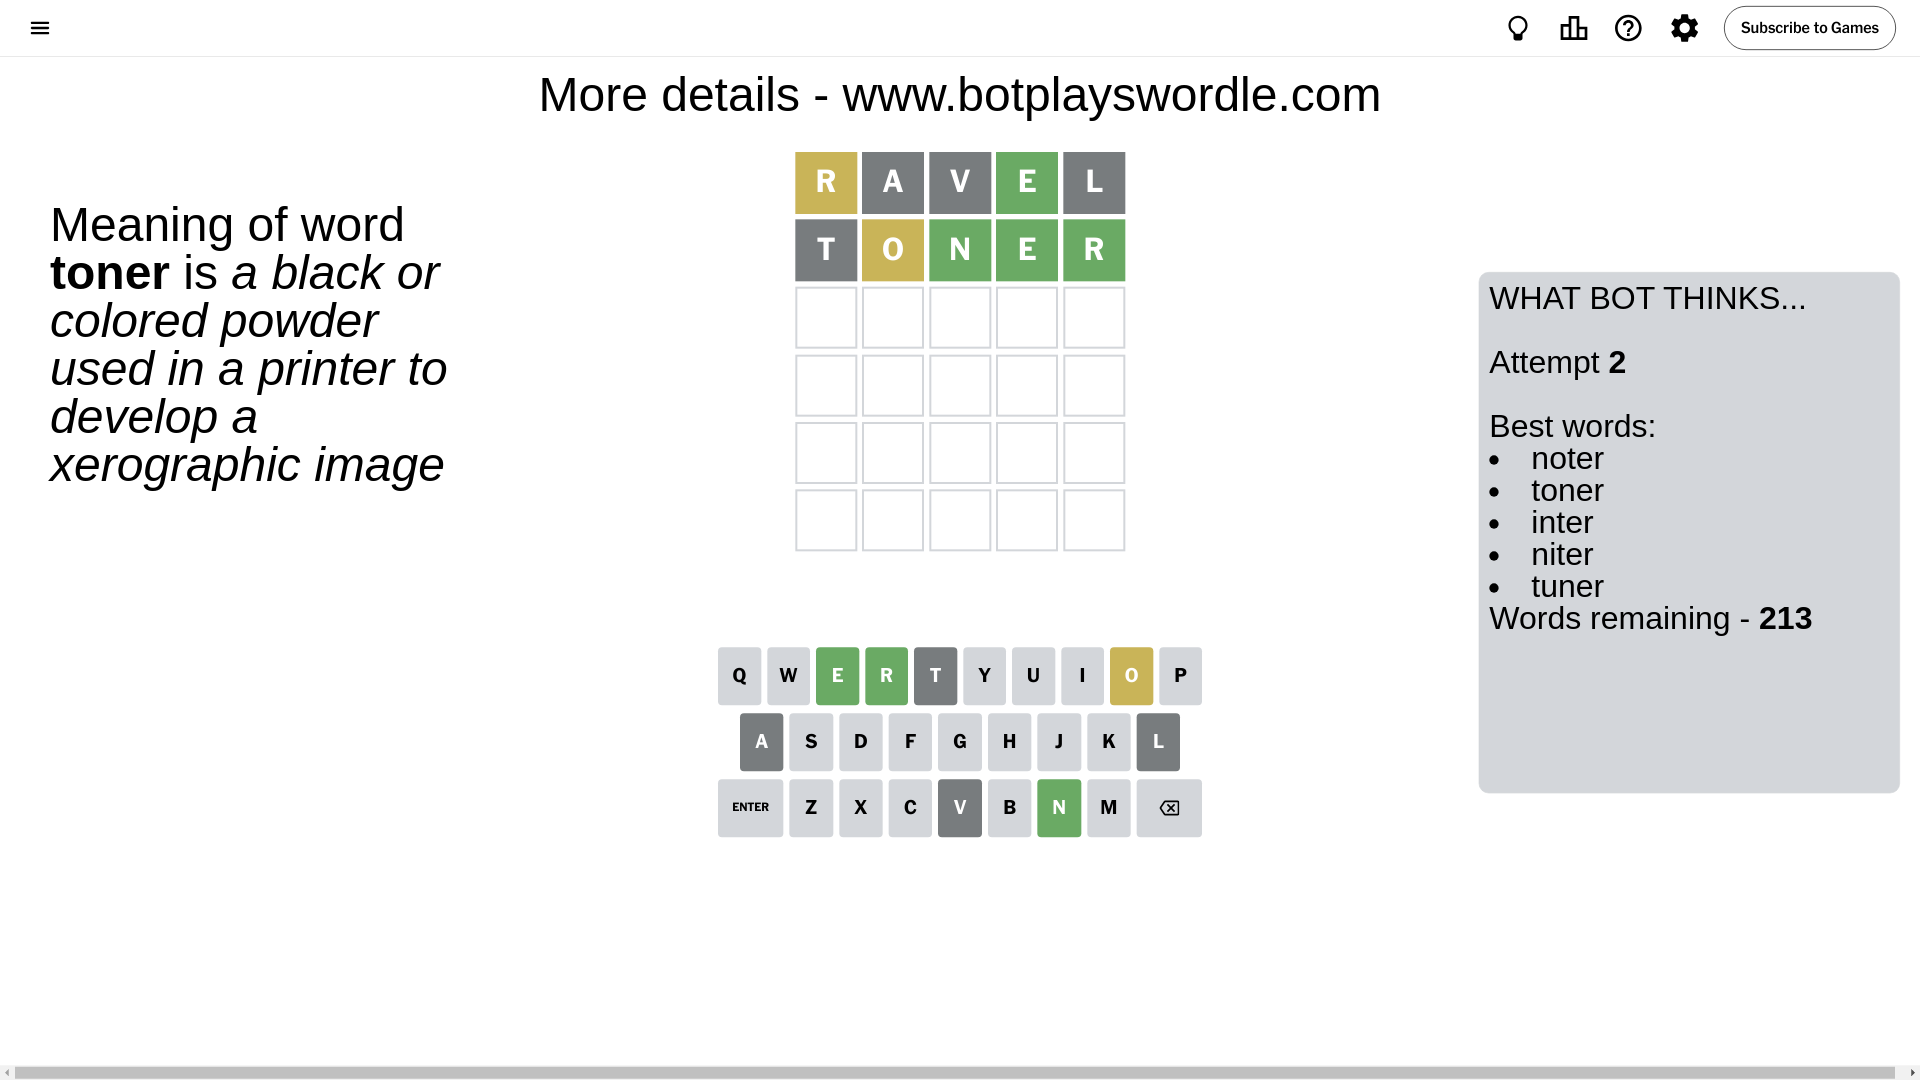 Subscribe to Games
More details - www.botplayswordle.com
Meaning of word
toner is a black or
colored powder
used in a printer to
develop a
xerographic image
R A V E L
T O N E R
WHAT BOT THINKS...
Attempt 2
Best words:
• noter
• toner
• inter
• niter
• tuner
Words remaining - 213
Q W E R T Y U I O P
A S D F G H J K L
ENTER Z X C V B N M